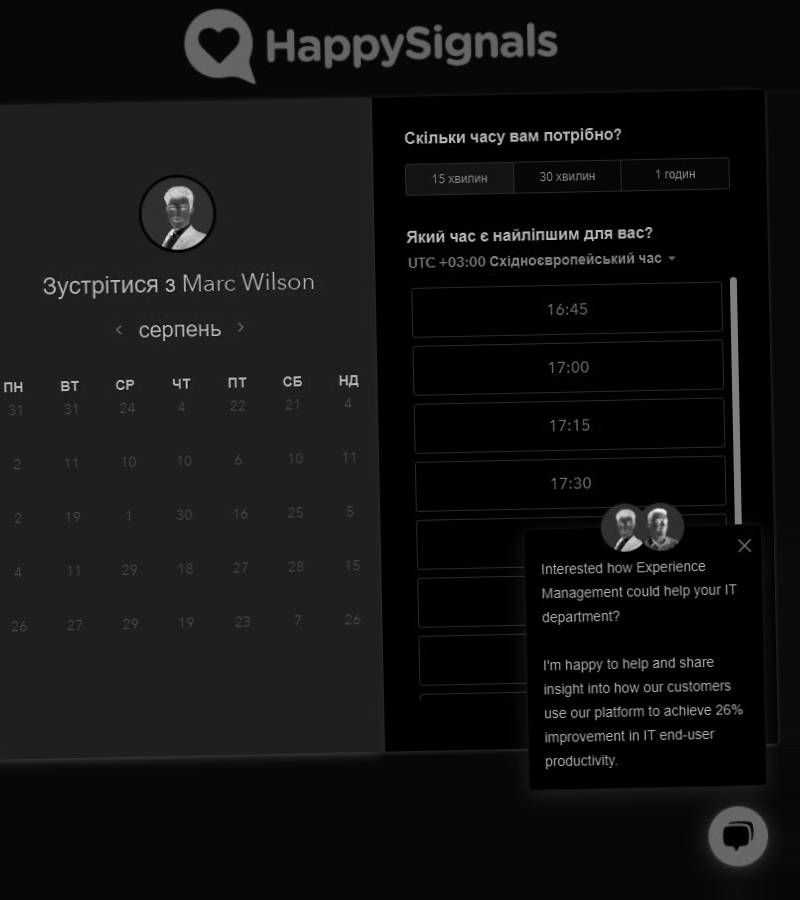 HappySignals
Зустрітися з Marc Wilson
серпень
ПН ВТ СР ЧТ ПТ СБ НД
31 31 24 4 22 21 4
2 11 10 10 6 10 11
2 19 1 30 16 25 5
4 11 29 18 27 28 15
26 27 29 19 23 7 26
Скільки часу вам потрібно?
15 хвилин 30 хвилин 1 годин
Який час є найліпшим для вас?
UTC +03:00 Східноєвропейський час
16:45
17:00
17:15
17:30
Interested how Experience
Management could help your IT
department?
I'm happy to help and share
insight into how our customers
use our platform to achieve 26%
improvement in IT end-user
productivity.